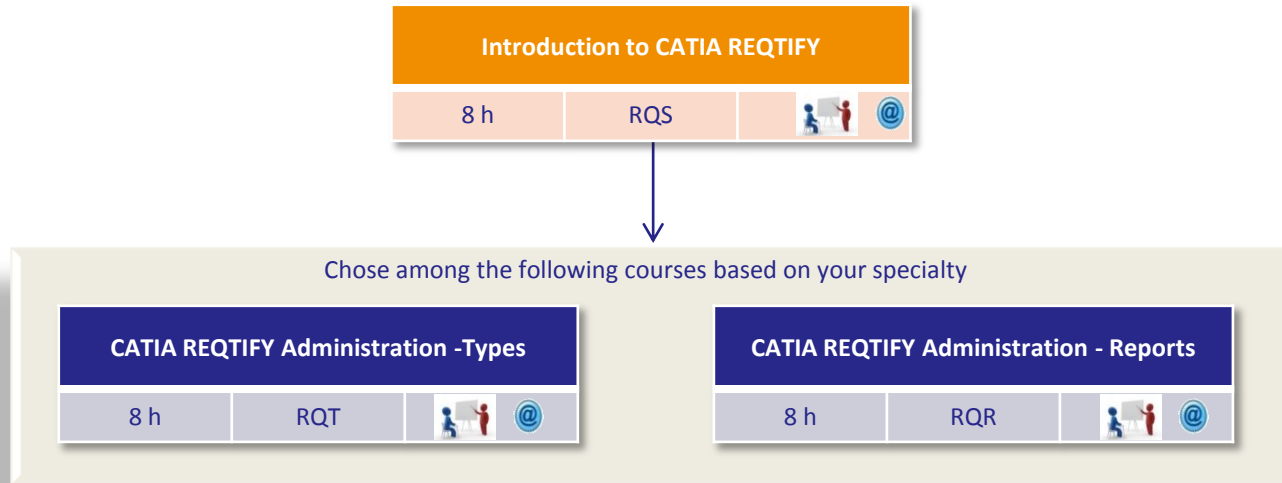 Introduction to CATIA REQTIFY
8 h RQS @
Chose among the following courses based on your specialty
CATIA REQTIFY Administration -Types
8 h RQT @
CATIA REQTIFY Administration - Reports
8 h RQR @